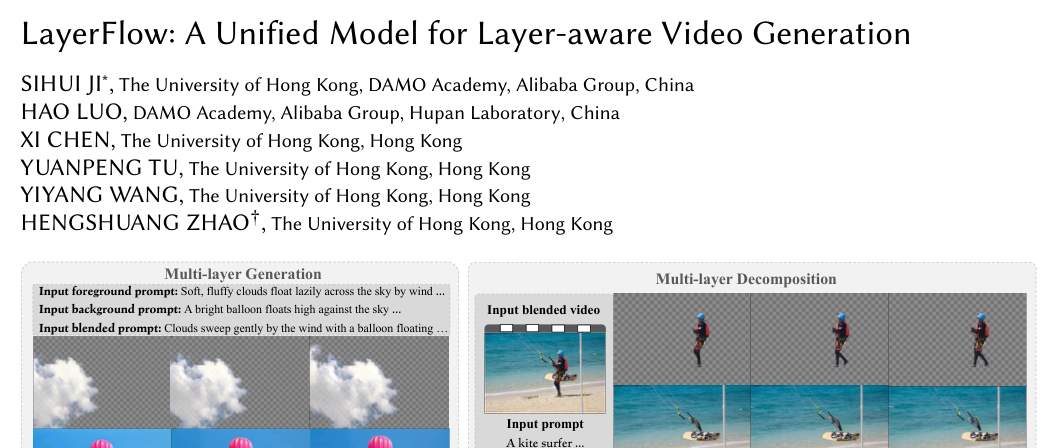 LayerFlow: A Unified Model for Layer-aware Video Generation
SIHUI JI*, The University of Hong Kong, DAMO Academy, Alibaba Group, China
HAO LUO, DAMO Academy, Alibaba Group, Hupan Laboratory, China
XI CHEN, The University of Hong Kong, Hong Kong
YUANPENG TU, The University of Hong Kong, Hong Kong
YIYANG WANG, The University of Hong Kong, Hong Kong
HENGSHUANG ZHAO†, The University of Hong Kong, Hong Kong
Multi-layer Generation
Input foreground prompt: Soft, fluffy clouds float lazily across the sky by wind ...
Input background prompt: A bright balloon floats high against the sky ...
Input blended prompt: Clouds sweep gently by the wind with a balloon floating ...
Multi-layer Decomposition
Input blended video
Input prompt
A kite surfer ...